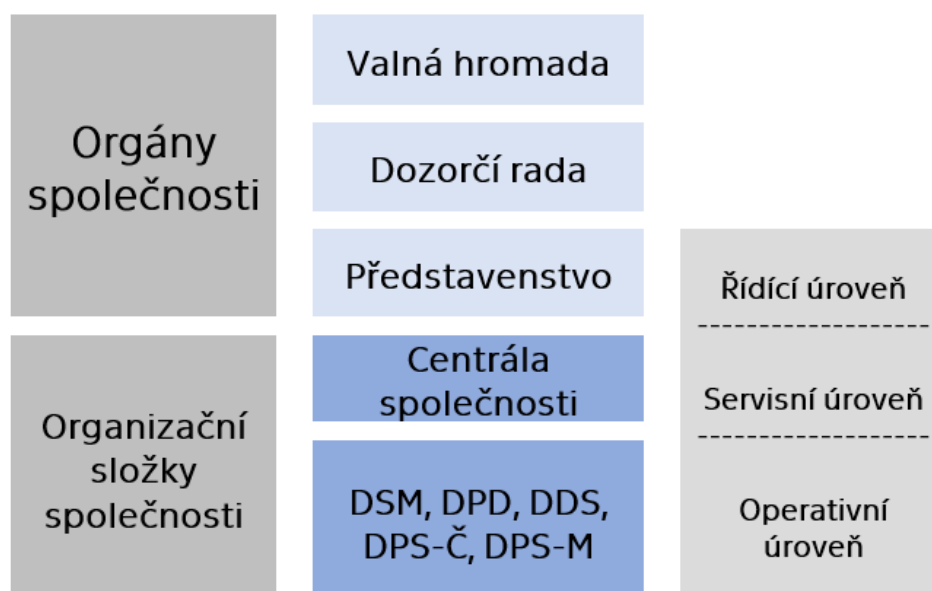 Orgány
společnosti
Valná hromada
Dozorčí rada
Představenstvo
Organizační
složky
společnosti
Centrála
společnosti
DSM, DPD, DDS,
DPS-Č, DPS-M
Řídící úroveň
Servisní úroveň
Operativní
úroveň